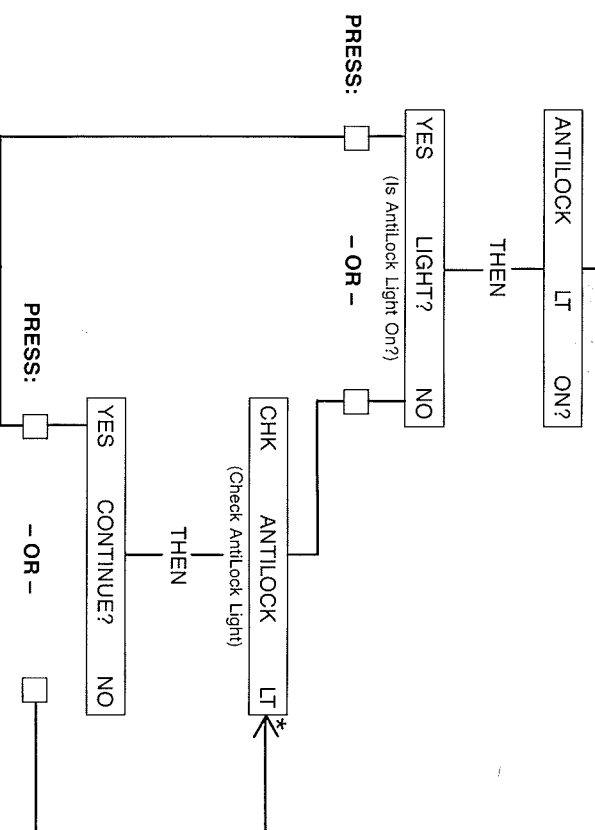 ANTILOCK LT ON?
THEN
YES LIGHT? NO
(Is AntiLock Light On?)
PRESS:
– OR –
CHK ANTILOCK LT
*
(Check AntiLock Light)
THEN
YES CONTINUE? NO
PRESS:
– OR –